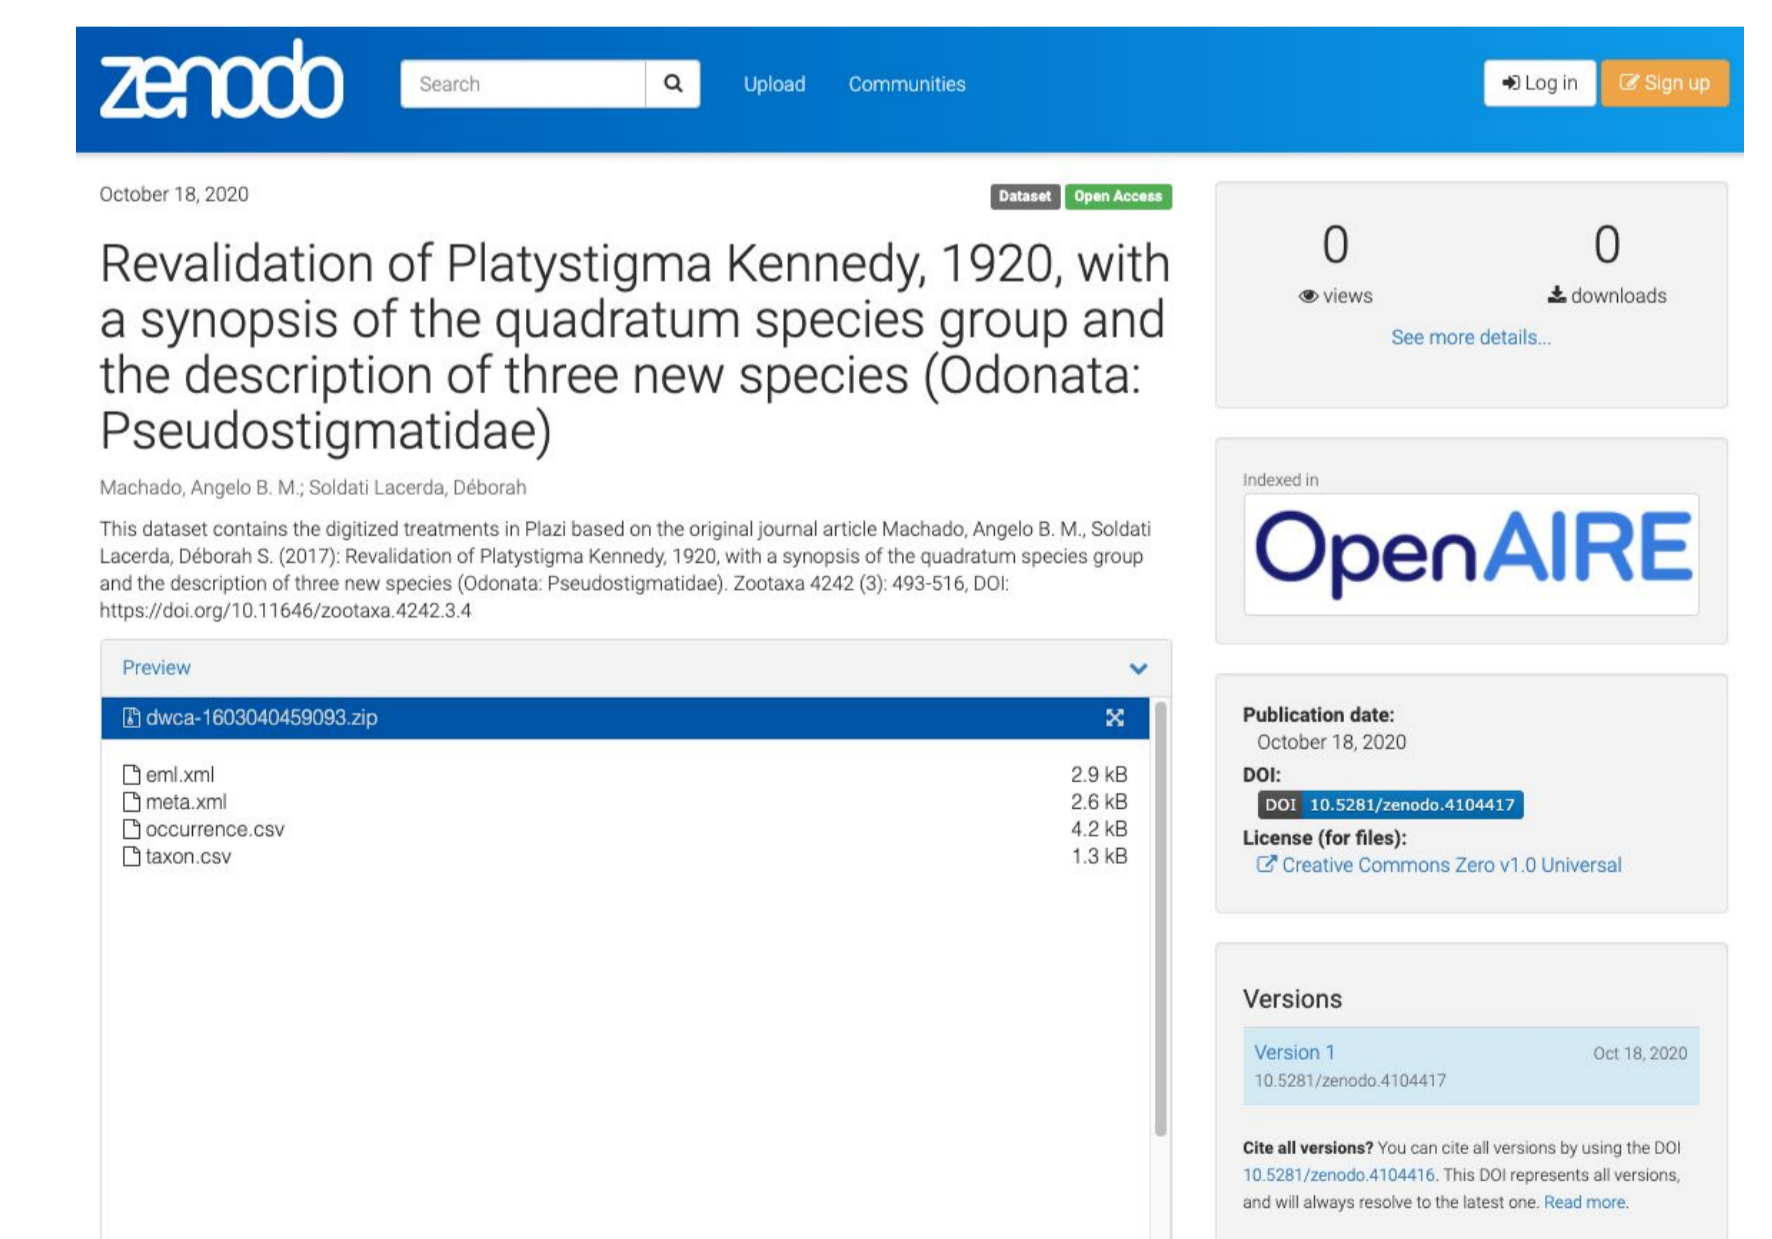 zenodo
Search
Upload
Communities
Log in
Sign up
October 18, 2020
Dataset
Open Access
Revalidation of Platystigma Kennedy, 1920, with
a synopsis of the quadratum species group and
the description of three new species (Odonata:
Pseudostigmatidae)
Machado, Angelo B. M.; Soldati Lacerda, Déborah
This dataset contains the digitized treatments in Plazi based on the original journal article Machado, Angelo B. M., Soldati
Lacerda, Déborah S. (2017): Revalidation of Platystigma Kennedy, 1920, with a synopsis of the quadratum species group
and the description of three new species (Odonata: Pseudostigmatidae). Zootaxa 4242 (3): 493-516, DOI:
https://doi.org/10.11646/zootaxa.4242.3.4
Preview
dwca-1603040459093.zip
eml.xml 2.9 kB
meta.xml 2.6 kB
occurrence.csv 4.2 kB
taxon.csv 1.3 kB
0 0
views downloads
See more details...
Indexed in
OpenAIRE
Publication date:
October 18, 2020
DOI:
DOI 10.5281/zenodo.4104417
License (for files):
Creative Commons Zero v1.0 Universal
Versions
Version 1 Oct 18, 2020
10.5281/zenodo.4104417
Cite all versions? You can cite all versions by using the DOI
10.5281/zenodo.4104416. This DOI represents all versions,
and will always resolve to the latest one. Read more.